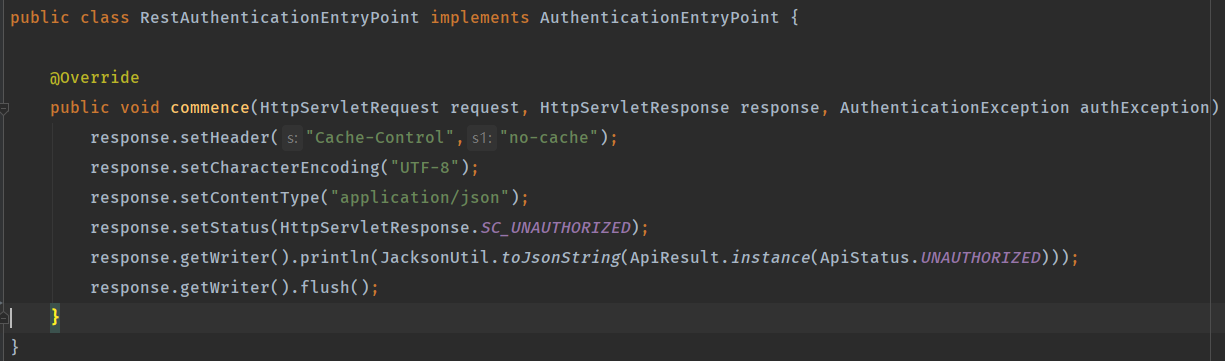 public class RestAuthenticationEntryPoint implements AuthenticationEntryPoint {
@Override
public void commence(HttpServletRequest request, HttpServletResponse response, AuthenticationException authException)
response.setHeader( s: "Cache-Control", s1: "no-cache");
response.setCharacterEncoding("UTF-8");
response.setContentType("application/json");
response.setStatus(HttpServletResponse.SC_UNAUTHORIZED);
response.getWriter().println(JacksonUtil.toJsonString(ApiResult.instance(ApiStatus.UNAUTHORIZED)));
response.getWriter().flush();
}
}